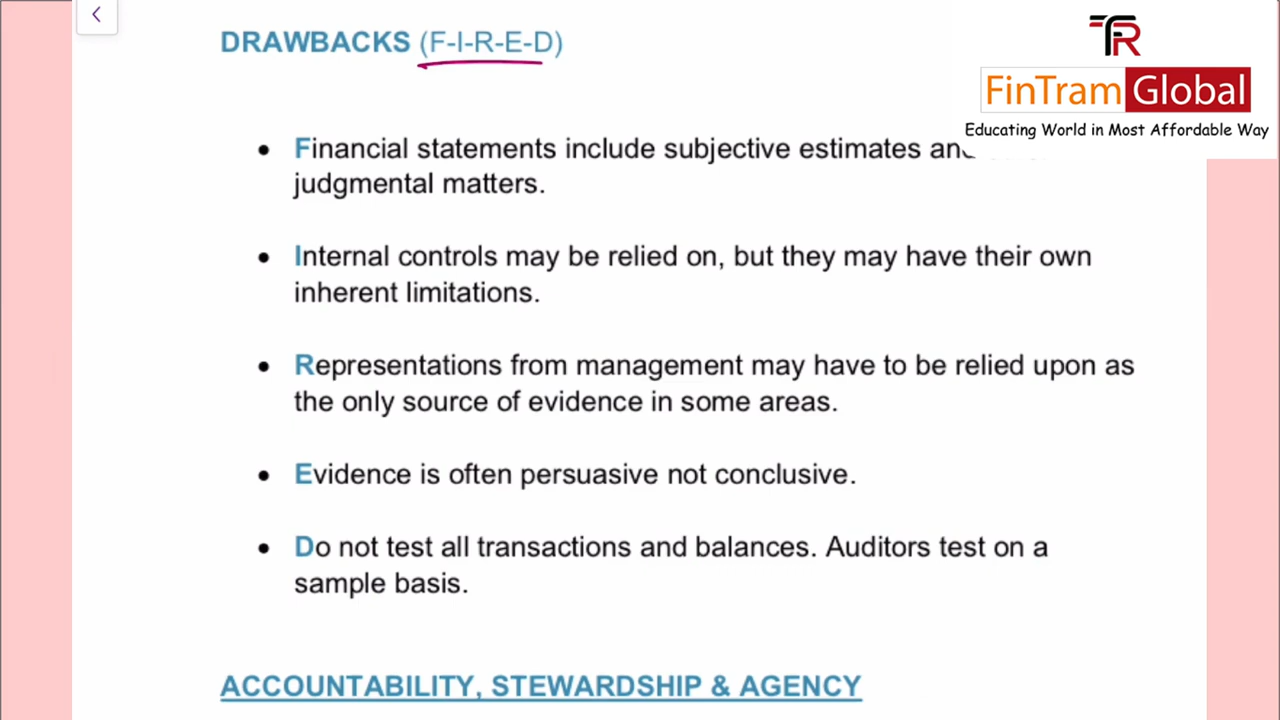 DRAWBACKS (F-I-R-E-D)
TR
FinTram Global
Educating World in Most Affordable Way
• Financial statements include subjective estimates and
judgmental matters.
• Internal controls may be relied on, but they may have their own
inherent limitations.
• Representations from management may have to be relied upon as
the only source of evidence in some areas.
• Evidence is often persuasive not conclusive.
• Do not test all transactions and balances. Auditors test on a
sample basis.
ACCOUNTABILITY, STEWARDSHIP & AGENCY